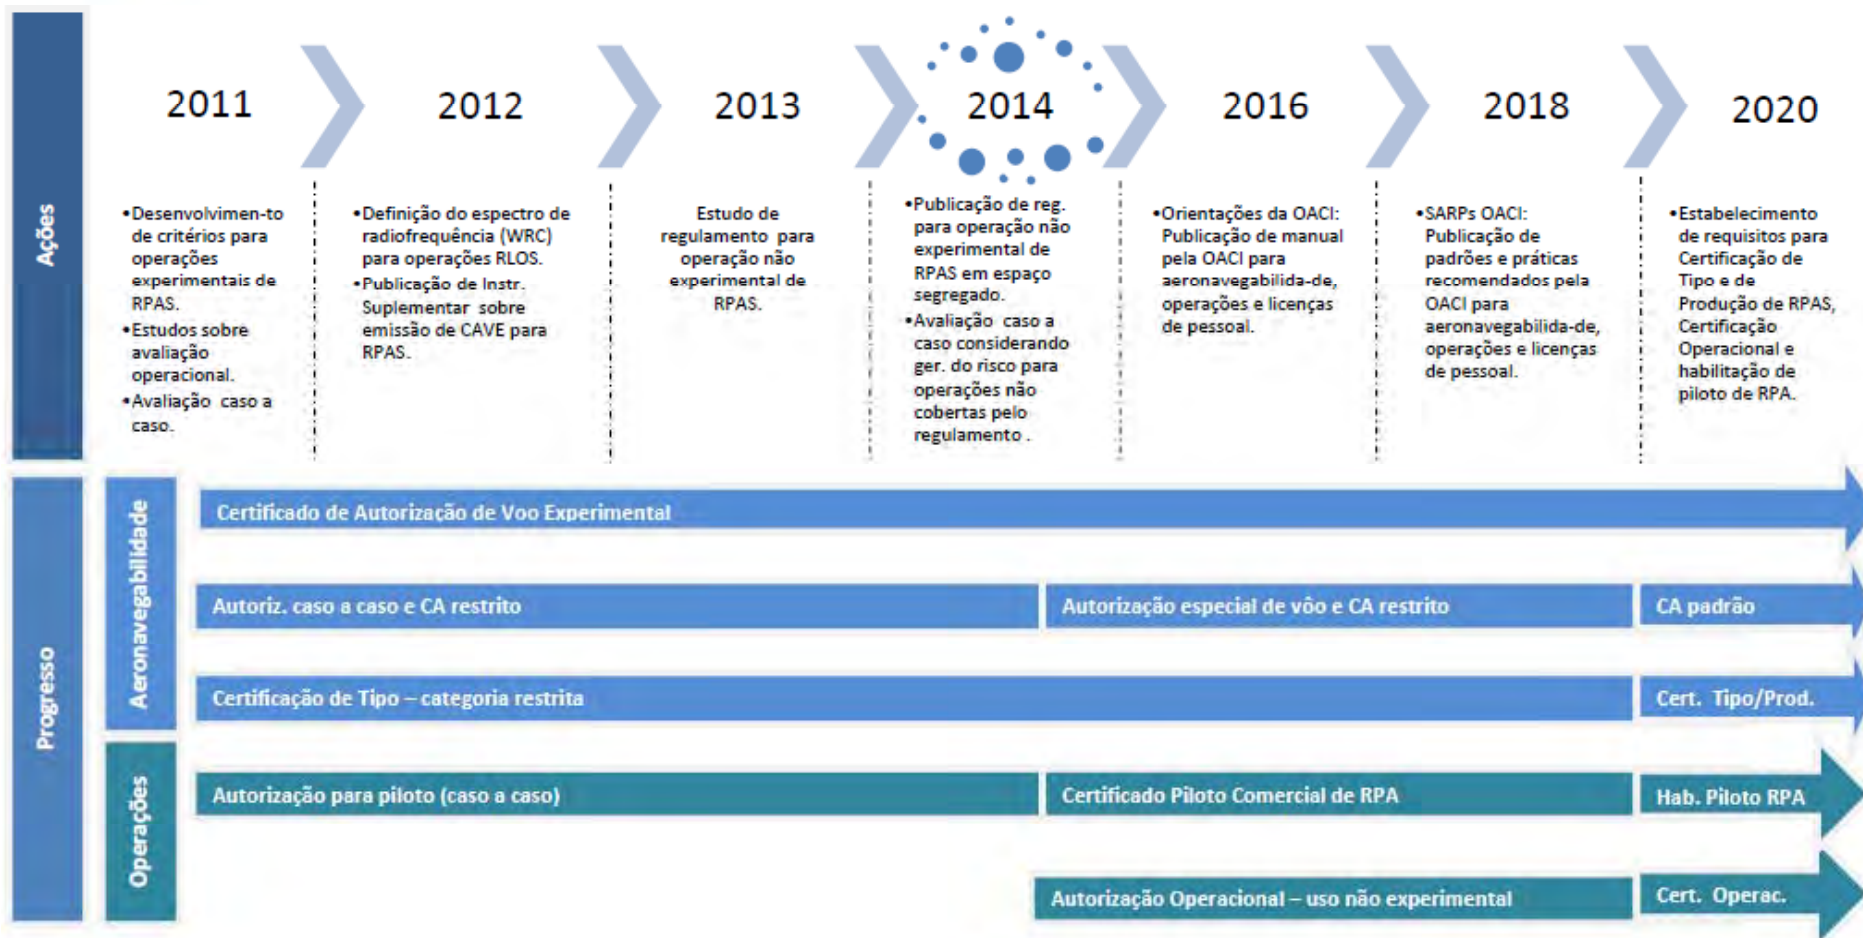 Ações
2011
2012
2013
2014
2016
2018
2020
•Desenvolvimen-to
de critérios para
operações
experimentais de
RPAS.
•Estudos sobre
avaliação
operacional.
•Avaliação caso a
caso.
•Definição do espectro de
radiofrequência (WRC)
para operações RLOS.
•Publicação de Instr.
Suplementar sobre
emissão de CAVE para
RPAS.
Estudo de
regulamento para
operação não
experimental de
RPAS.
•Publicação de reg.
para operação não
experimental de
RPAS em espaço
segregado.
•Avaliação caso a
caso considerando
ger. do risco para
operações não
cobertas pelo
regulamento .
•Orientações da OACI:
Publicação de manual
pela OACI para
aeronavegabilida-de,
operações e licenças
de pessoal.
•SARPs OACI:
Publicação de
padrões e práticas
recomendados pela
OACI para
aeronavegabilida-de,
operações e licenças
de pessoal.
•Estabelecimento
de requisitos para
Certificação de
Tipo e de
Produção de RPAS,
Certificação
Operacional e
habilitação de
piloto de RPA.
Progresso
Aeronavegabilidade
Certificado de Autorização de Voo Experimental
Autoriz. caso a caso e CA restrito
Autorização especial de vôo e CA restrito
CA padrão
Certificação de Tipo – categoria restrita
Cert. Tipo/Prod.
Operações
Autorização para piloto (caso a caso)
Certificado Piloto Comercial de RPA
Hab. Piloto RPA
Autorização Operacional – uso não experimental
Cert. Operac.